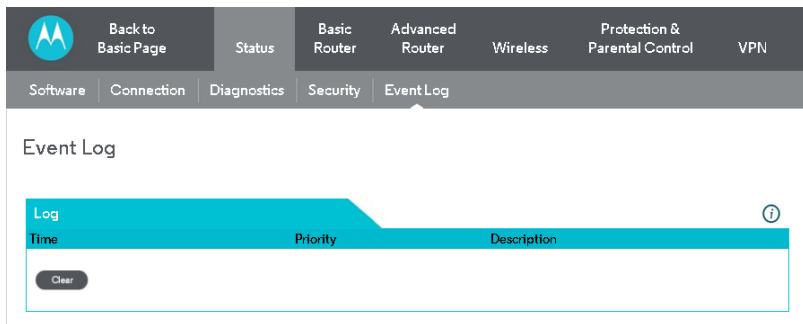 Back to
Basic Page
Status
Basic
Router
Advanced
Router
Wireless
Protection &
Parental Control
VPN
Software
Connection
Diagnostics
Security
Event Log
Event Log
Log
i
Time Priority Description
Clear